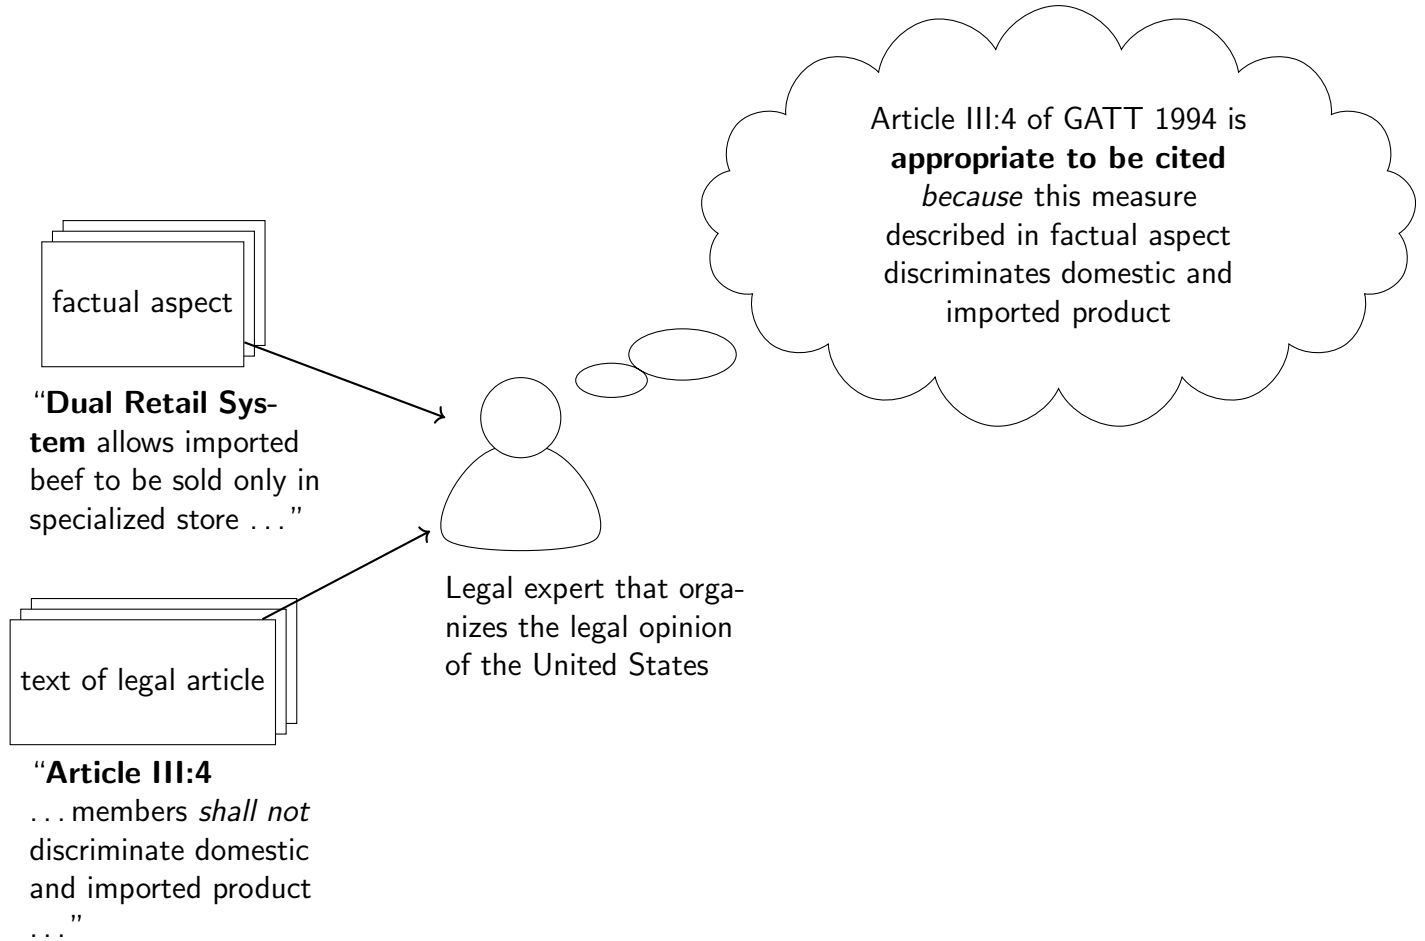 factual aspect
“Dual Retail Sys-
tem allows imported
beef to be sold only in
specialized store ...”
text of legal article
“Article III:4
...members shall not
discriminate domestic
and imported product
...”
Legal expert that orga-
nizes the legal opinion
of the United States
Article III:4 of GATT 1994 is
appropriate to be cited
because this measure
described in factual aspect
discriminates domestic and
imported product